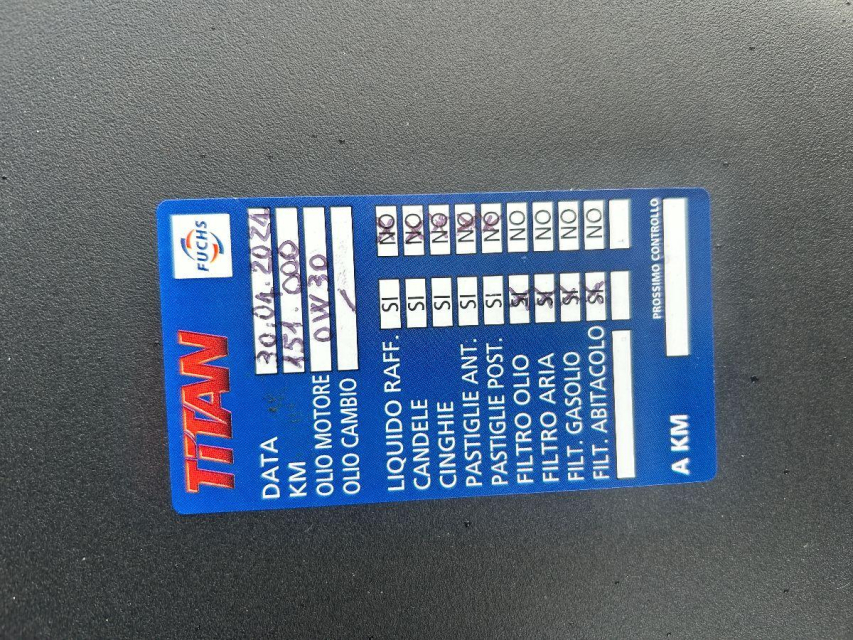 TITAN FUCHS
DATA 30.04.2021
KM 151.000
OLIO MOTORE 0W30
OLIO CAMBIO
LIQUIDO RAFF. SI NO
CANDELE SI NO
CINGHIE SI NO
PASTIGLIE ANT. SI NO
PASTIGLIE POST. SI NO
FILTRO OLIO SI NO
FILTRO ARIA SI NO
FILT. GASOLIO SI NO
FILT. ABITACOLO SI NO
PROSSIMO CONTROLLO
A KM